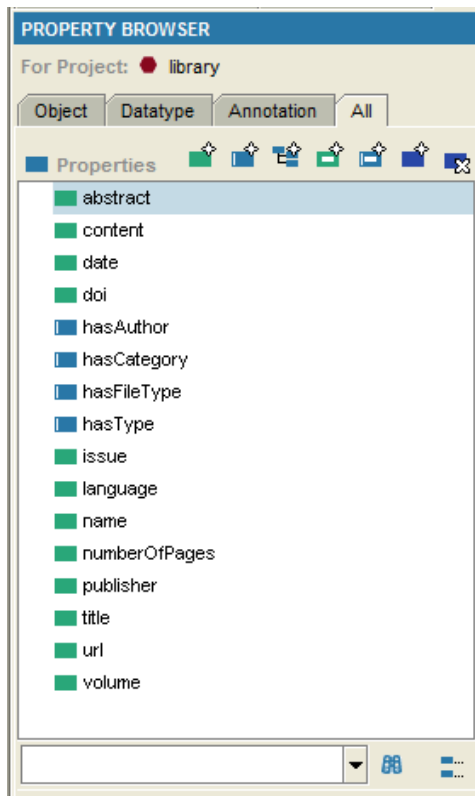 PROPERTY BROWSER
For Project: library
Object Datatype Annotation All
Properties
abstract
content
date
doi
hasAuthor
hasCategory
hasFileType
hasType
issue
language
name
numberOfPages
publisher
title
url
volume